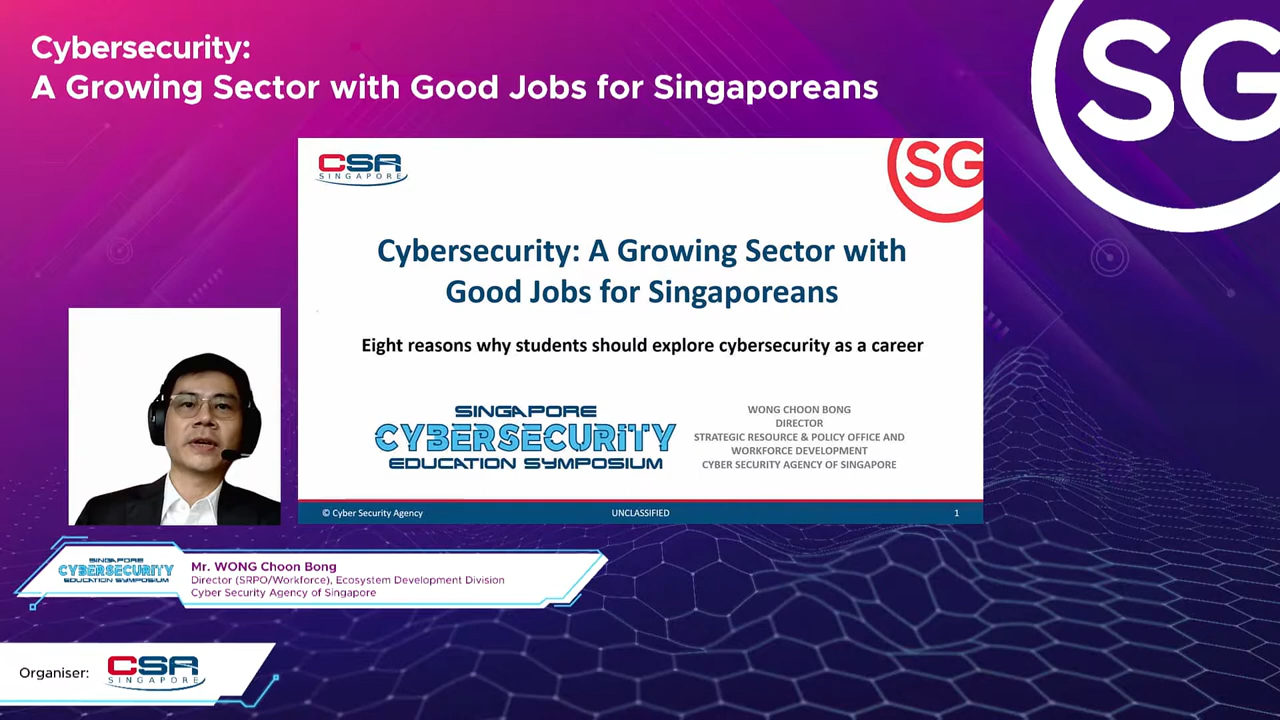 Cybersecurity:
A Growing Sector with Good Jobs for Singaporeans
SG
CSA
SINGAPORE
SG
Cybersecurity: A Growing Sector with
Good Jobs for Singaporeans
Eight reasons why students should explore cybersecurity as a career
SINGAPORE
CYBERSECURITY
EDUCATION SYMPOSIUM
WONG CHOON BONG
DIRECTOR
STRATEGIC RESOURCE & POLICY OFFICE AND
WORKFORCE DEVELOPMENT
CYBER SECURITY AGENCY OF SINGAPORE
© Cyber Security Agency
UNCLASSIFIED
1
SINGAPORE
CYBERSECURITY
EDUCATION SYMPOSIUM
Mr. WONG Choon Bong
Director (SRPO/Workforce), Ecosystem Development Division
Cyber Security Agency of Singapore
Organiser:
CSA
SINGAPORE